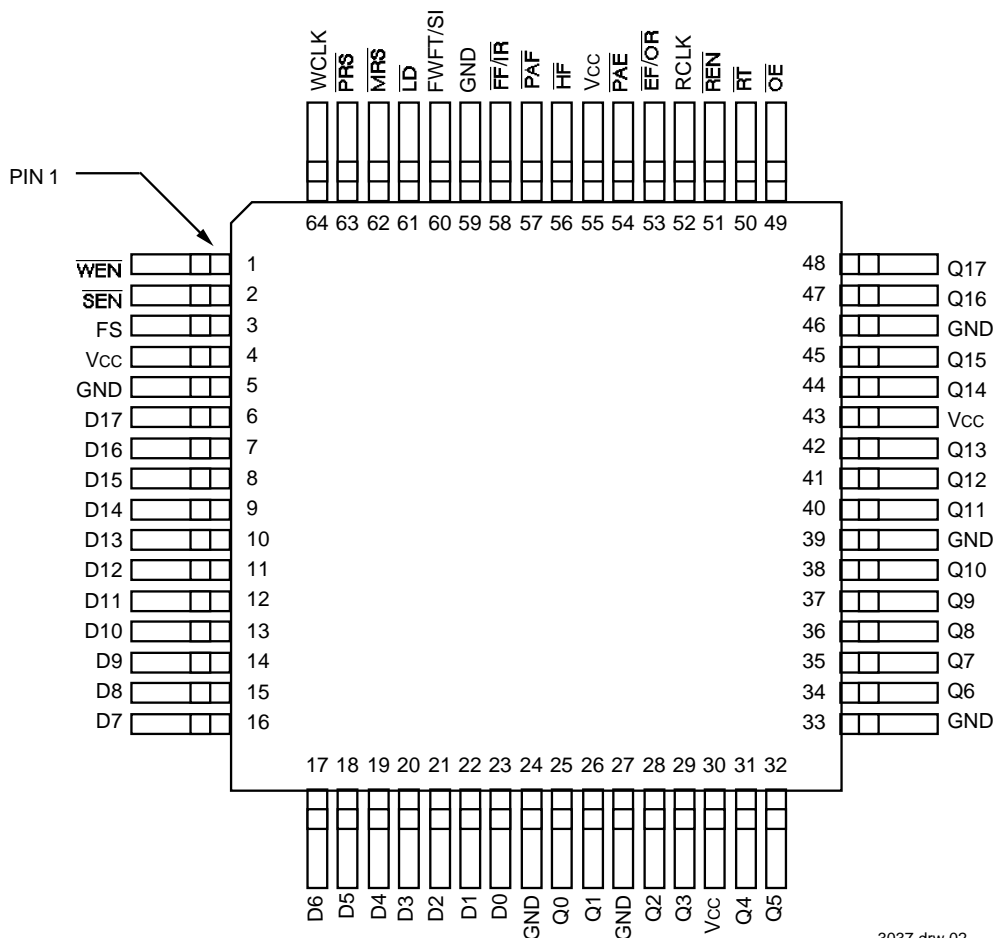 WCLK
PRS
MRS
LD
FWFT/SI
GND
FF/IR
PAF
HF
Vcc
PAE
EF/OR
RCLK
REN
RT
OE
PIN 1
64 63 62 61 60 59 58 57 56 55 54 53 52 51 50 49
WEN 1 48 Q17
SEN 2 47 Q16
FS 3 46 GND
Vcc 4 45 Q15
GND 5 44 Q14
D17 6 43 Vcc
D16 7 42 Q13
D15 8 41 Q12
D14 9 40 Q11
D13 10 39 GND
D12 11 38 Q10
D11 12 37 Q9
D10 13 36 Q8
D9 14 35 Q7
D8 15 34 Q6
D7 16 33 GND
17 18 19 20 21 22 23 24 25 26 27 28 29 30 31 32
D6
D5
D4
D3
D2
D1
D0
GND
Q0
Q1
GND
Q2
Q3
Vcc
Q4
Q5
3037 drw 02